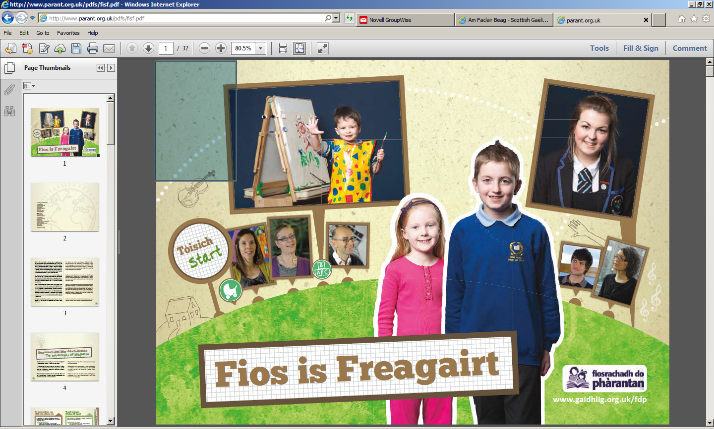 http://www.parant.org.uk/pdfs/fisf.pdf - Windows Internet Explorer
http://www.parant.org.uk/pdfs/fisf.pdf
Novell GroupWise
Am Faclair Beag - Scottish Gael...
parant.org.uk
File Edit Go to Favorites Help
1 / 32
80.5%
Tools
Fill & Sign
Comment
Page Thumbnails
1
2
3
4
Tòisich
Start
Fios is Freagairt
fiosrachadh do
phàrantan
www.gaidhlig.org.uk/fdp